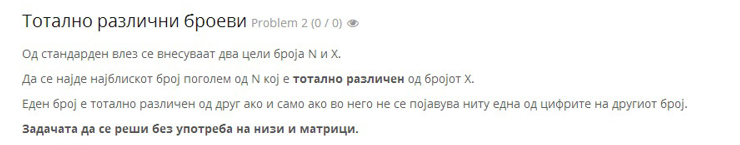 Тотално различни броеви Problem 2 (0 / 0)
Од стандарден влез се внесуваат два цели броја N и X.
Да се најде најблискот број поголем од N кој е тотално различен од бројот X.
Еден број е тотално различен од друг ако и само ако во него не се појавува ниту една од цифрите на другиот број.
Задачата да се реши без употреба на низи и матрици.